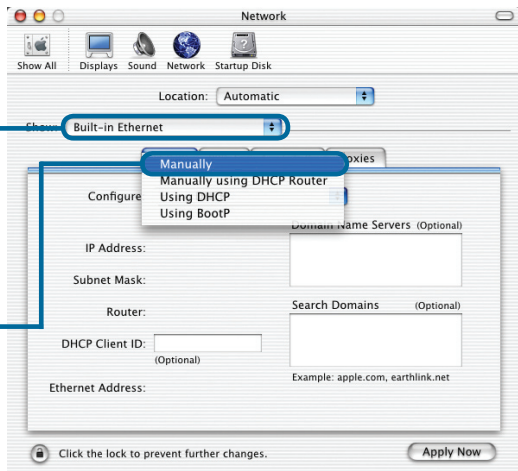 Network
Show All Displays Sound Network Startup Disk
Location: Automatic
Show: Built-in Ethernet
Manually
Manually using DHCP Router
Using DHCP
Using BootP
Configure
Domain Name Servers (Optional)
IP Address:
Subnet Mask:
Router:
Search Domains (Optional)
DHCP Client ID:
(Optional)
Example: apple.com, earthlink.net
Ethernet Address:
Click the lock to prevent further changes.
Apply Now